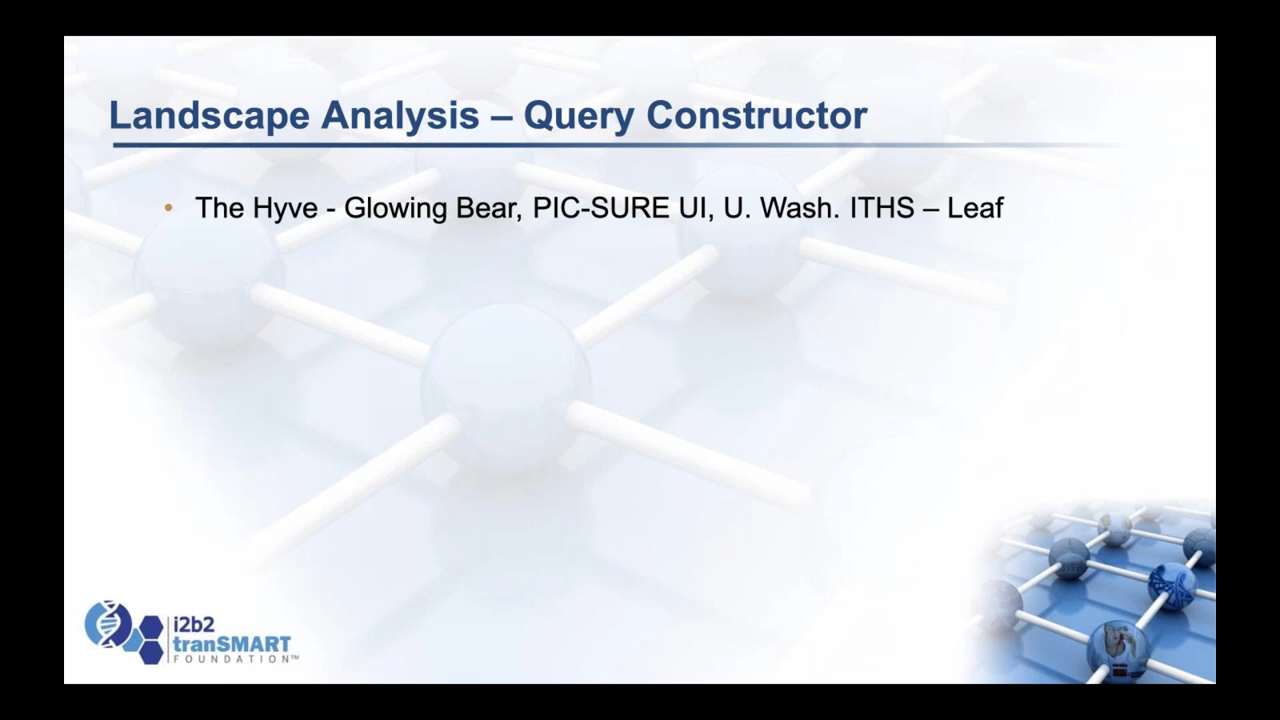 Landscape Analysis – Query Constructor
• The Hyve - Glowing Bear, PIC-SURE UI, U. Wash. ITHS – Leaf
i2b2
tranSMART
FOUNDATION™